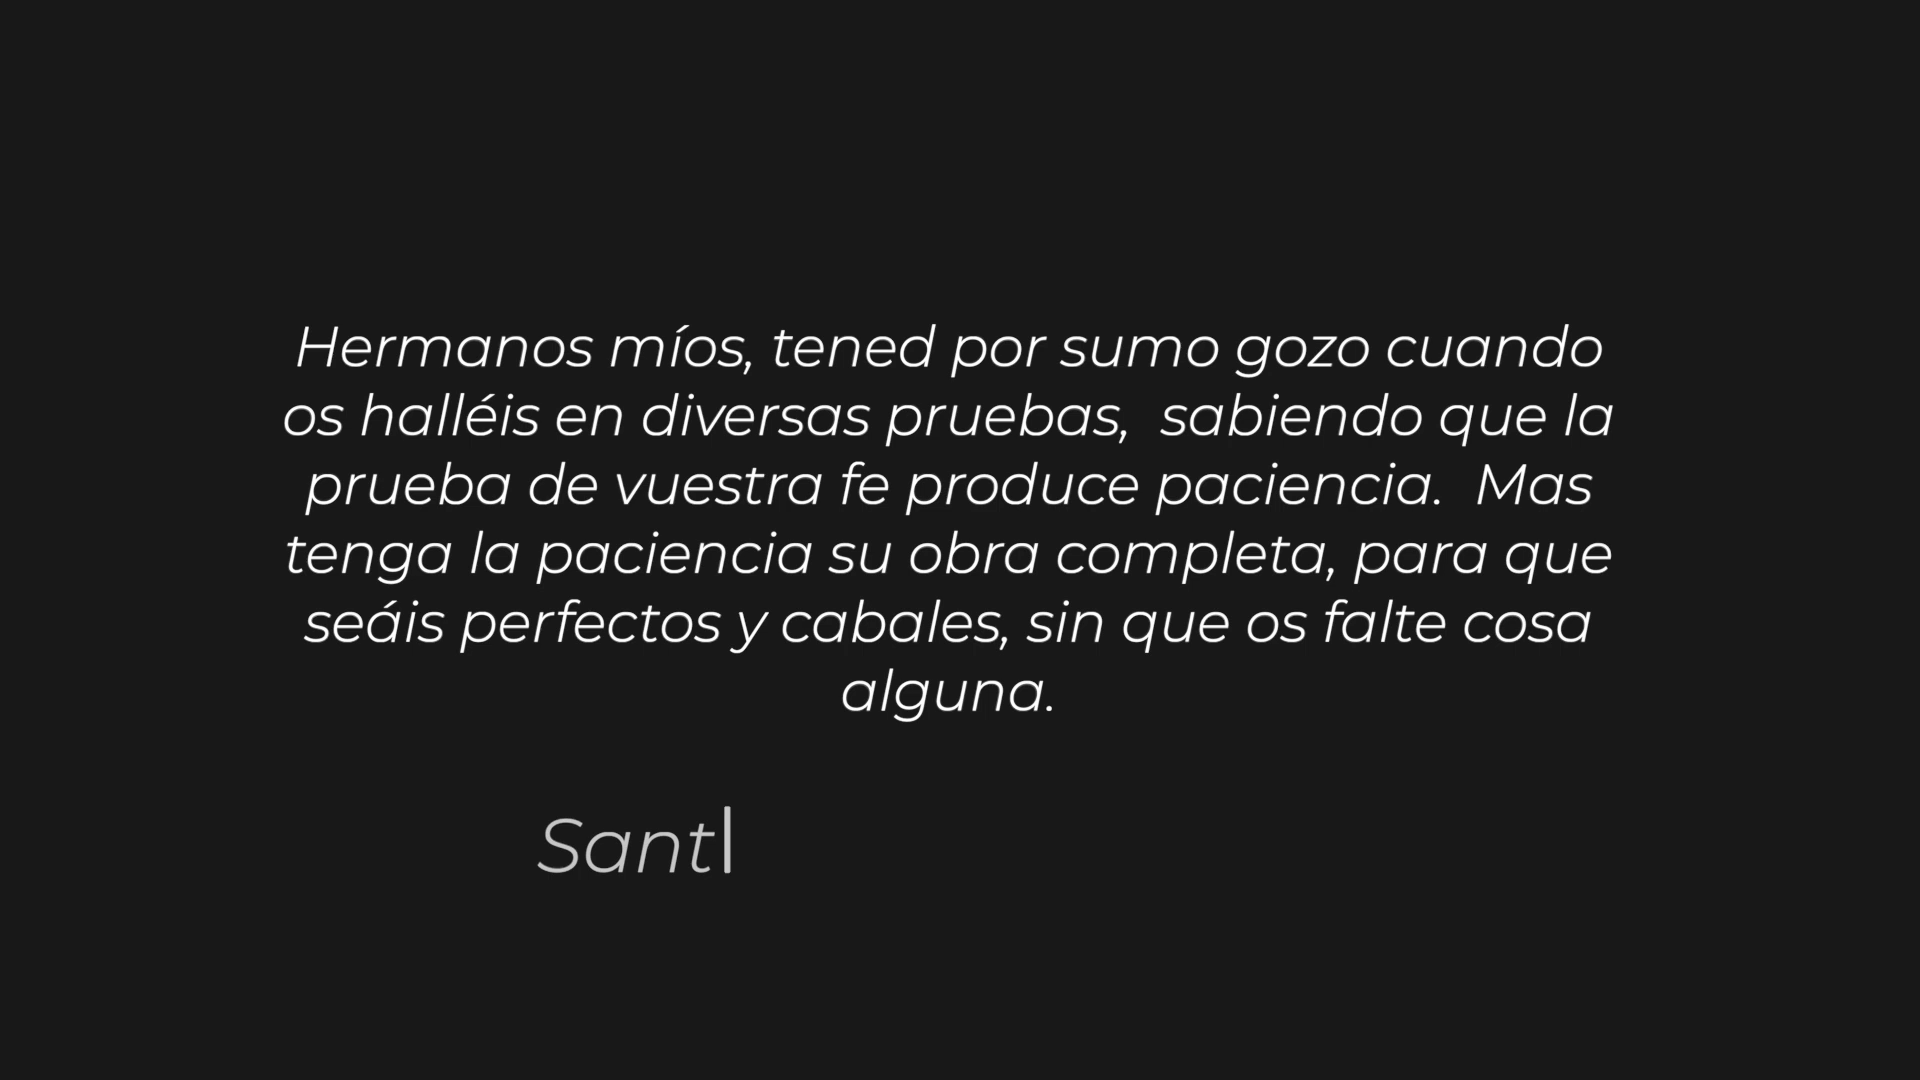 Hermanos míos, tened por sumo gozo cuando
os halléis en diversas pruebas,  sabiendo que la
prueba de vuestra fe produce paciencia.  Mas
tenga la paciencia su obra completa, para que
seáis perfectos y cabales, sin que os falte cosa
alguna.
Sant